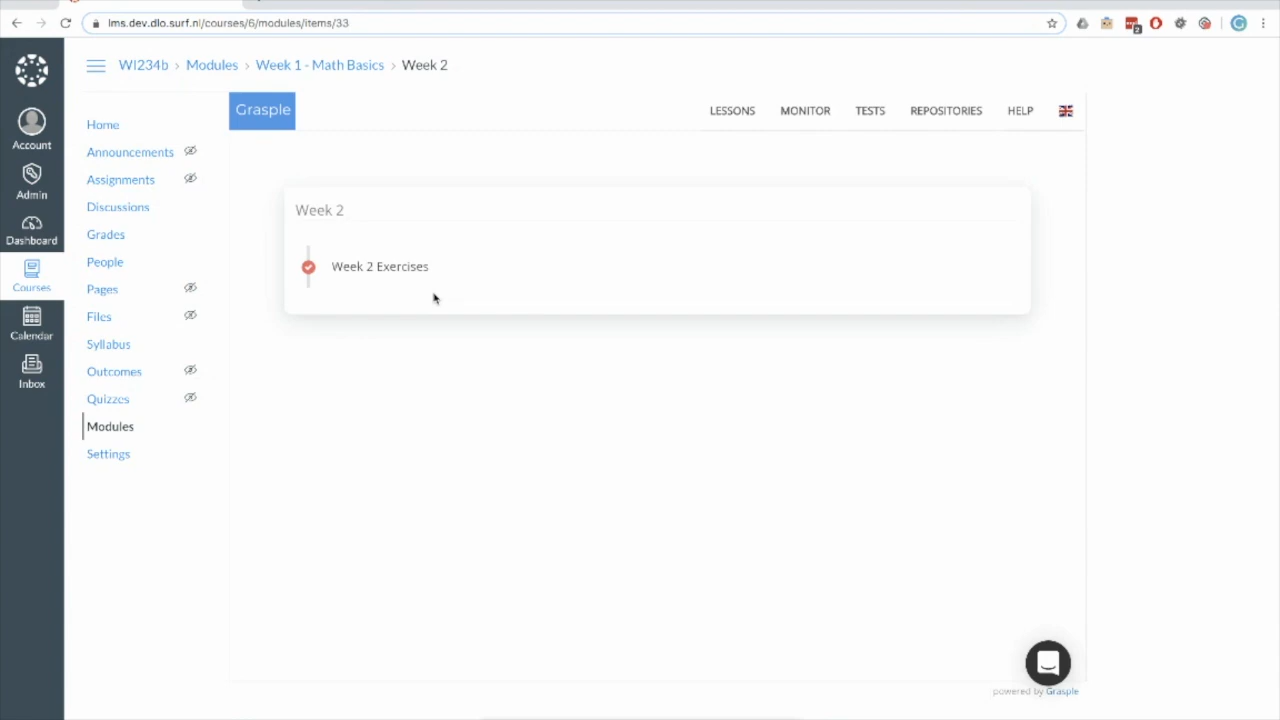 lms.dev.dlo.surf.nl/courses/6/modules/items/33
2
WI234b > Modules > Week 1 - Math Basics > Week 2
Grasple
LESSONS MONITOR TESTS REPOSITORIES HELP
Account
Admin
Dashboard
Courses
Calendar
Inbox
Home
Announcements
Assignments
Discussions
Grades
People
Pages
Files
Syllabus
Outcomes
Quizzes
Modules
Settings
Week 2
Week 2 Exercises
powered by Grasple